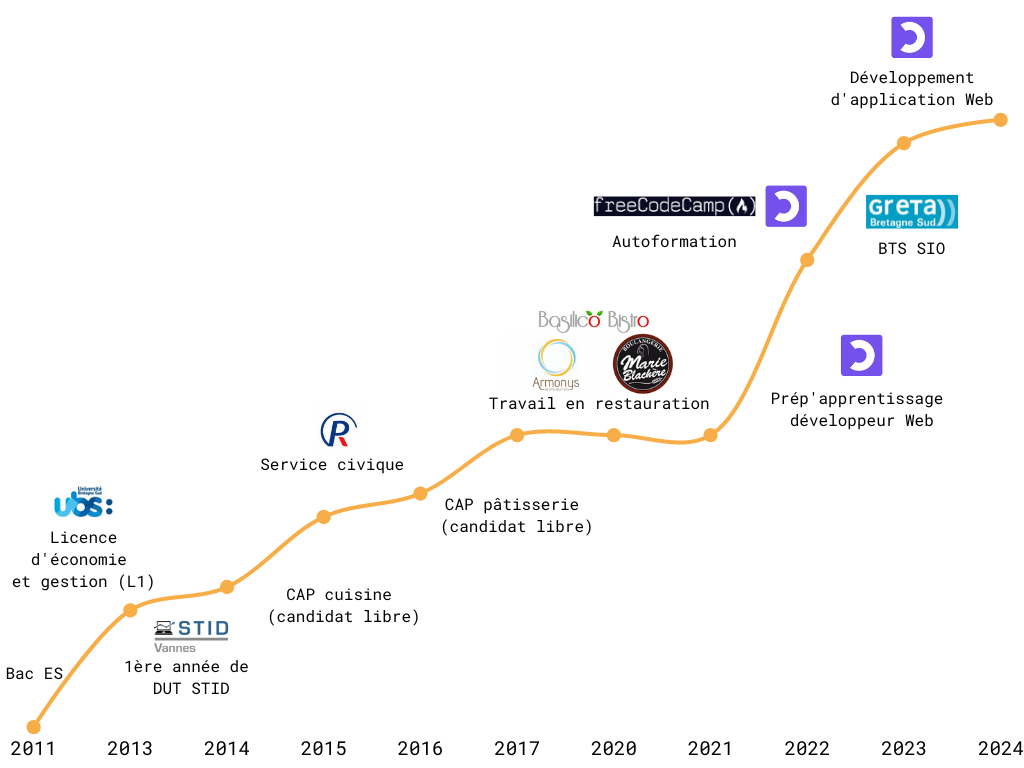 Développement
d'application Web
freeCodeCamp(🔥)
Autoformation
GRETA
Bretagne Sud
BTS SIO
Basilico Bistro
Armonys
RESTAURATION
BOULANGERIE
Marie
Blachère
Travail en restauration
Prép'apprentissage
développeur Web
Service civique
CAP pâtisserie
(candidat libre)
Université
Bretagne Sud
ubs:
Licence
d'économie
et gestion (L1)
CAP cuisine
(candidat libre)
STID
Vannes
1ère année de
DUT STID
Bac ES
2011 2013 2014 2015 2016 2017 2020 2021 2022 2023 2024